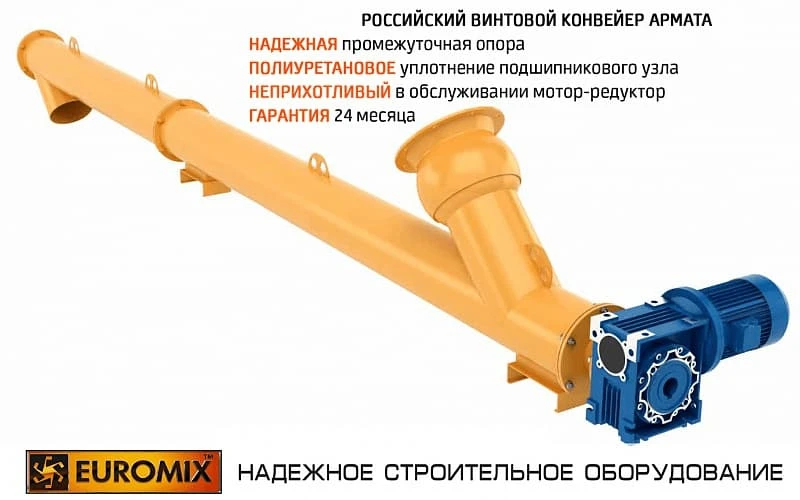 РОССИЙСКИЙ ВИНТОВОЙ КОНВЕЙЕР АРМАТА
НАДЕЖНАЯ промежуточная опора
ПОЛИУРЕТАНОВОЕ уплотнение подшипникового узла
НЕПРИХОТЛИВЫЙ в обслуживании мотор-редуктор
ГАРАНТИЯ 24 месяца
EUROMIX
НАДЕЖНОЕ СТРОИТЕЛЬНОЕ ОБОРУДОВАНИЕ